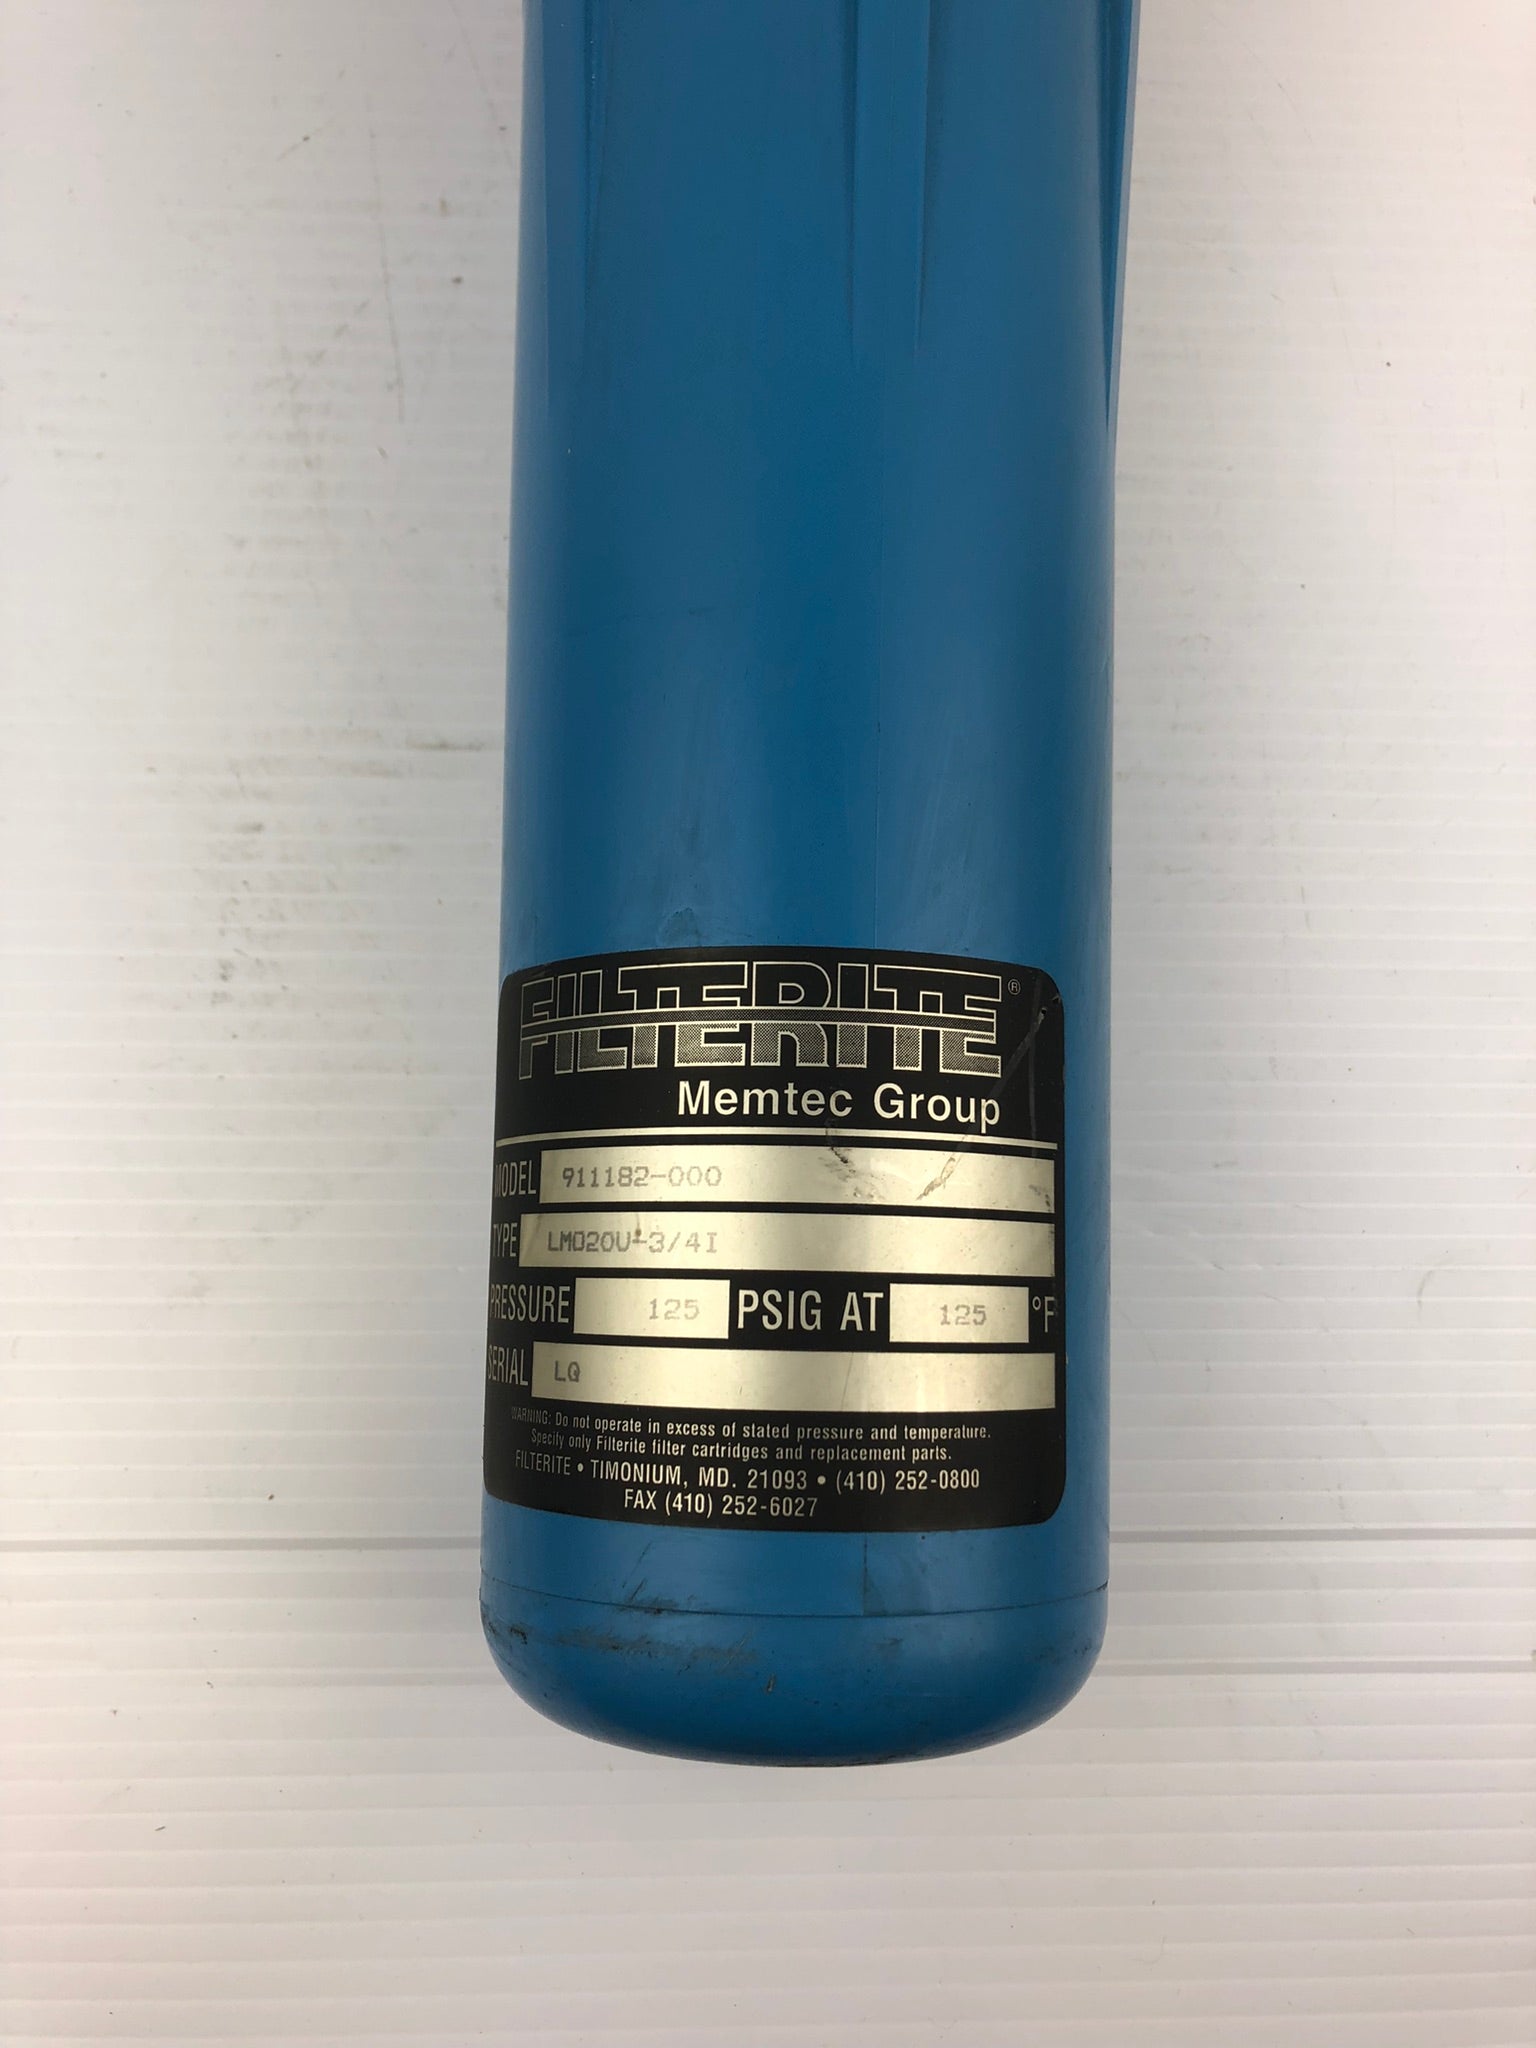 FILTERITE®
Memtec Group
MODEL 911182-000
TYPE LM020U-3/4I
PRESSURE 125 PSIG AT 125 °F
SERIAL LQ
WARNING: Do not operate in excess of stated pressure and temperature.
Specify only Filterite filter cartridges and replacement parts.
FILTERITE • TIMONIUM, MD. 21093 • (410) 252-0800
FAX (410) 252-6027